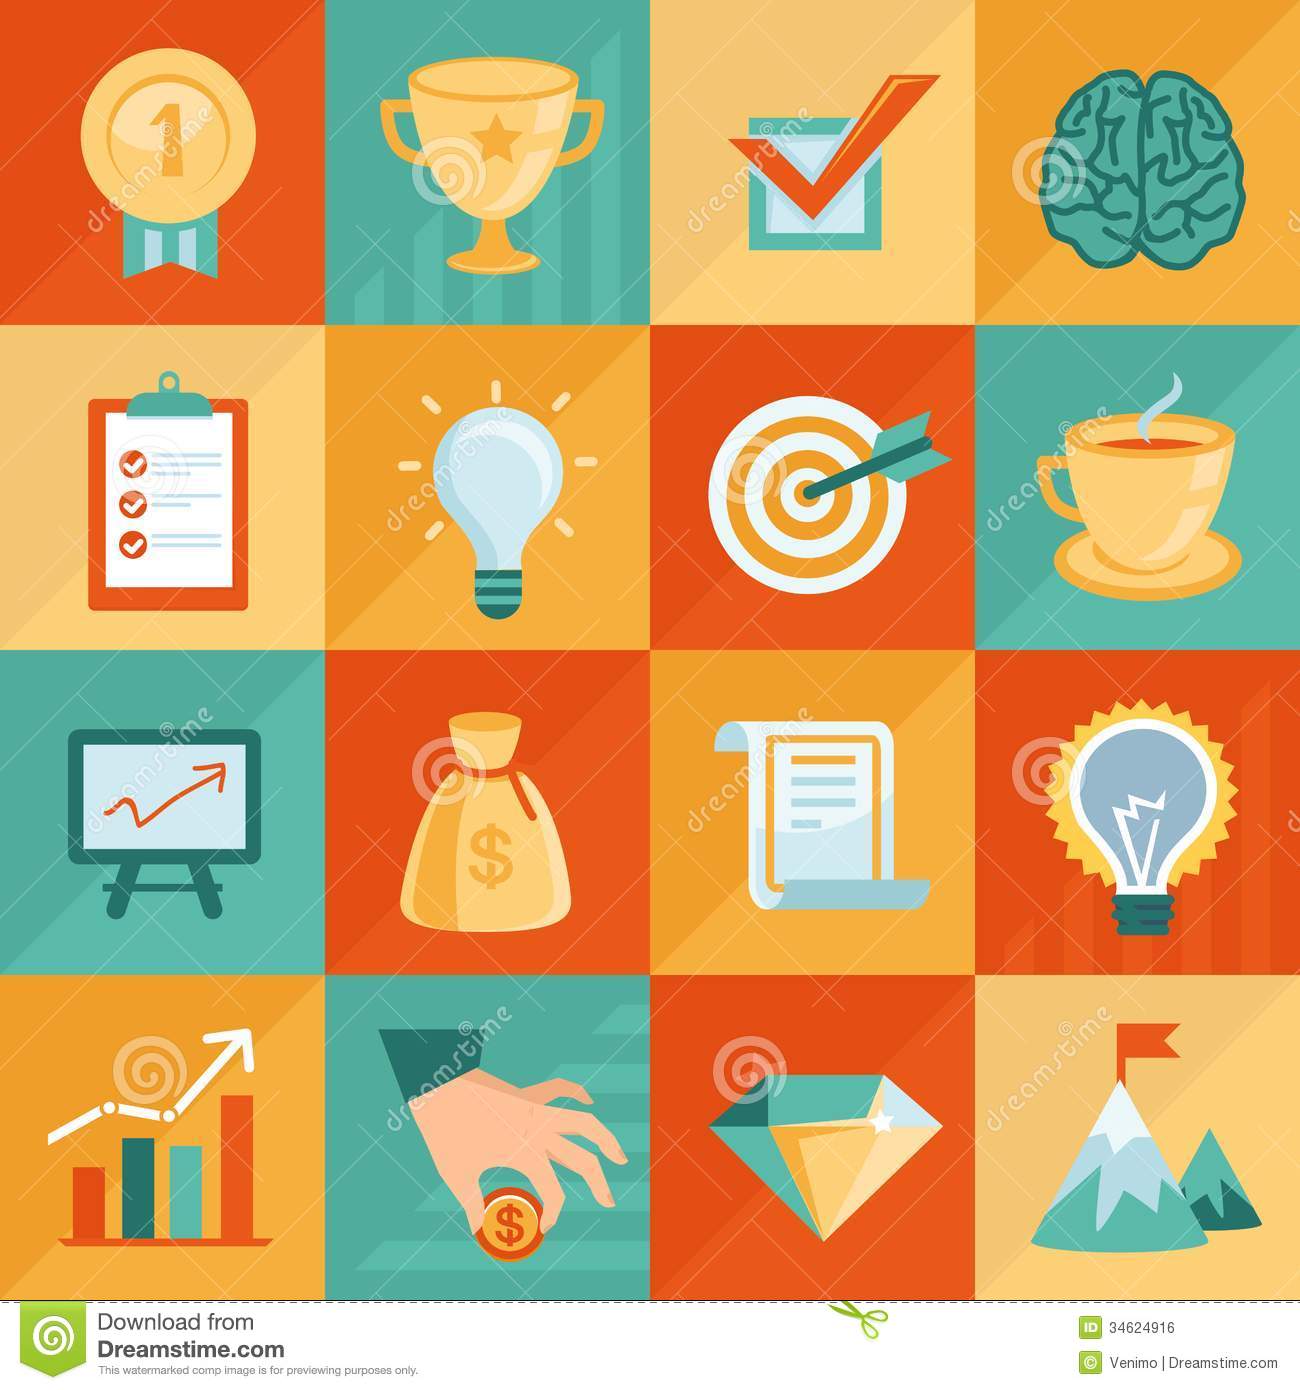 1
$
$
Download from
Dreamstime.com
This watermarked comp image is for previewing purposes only.
ID 34624916
© Venimo | Dreamstime.com
dreamstime